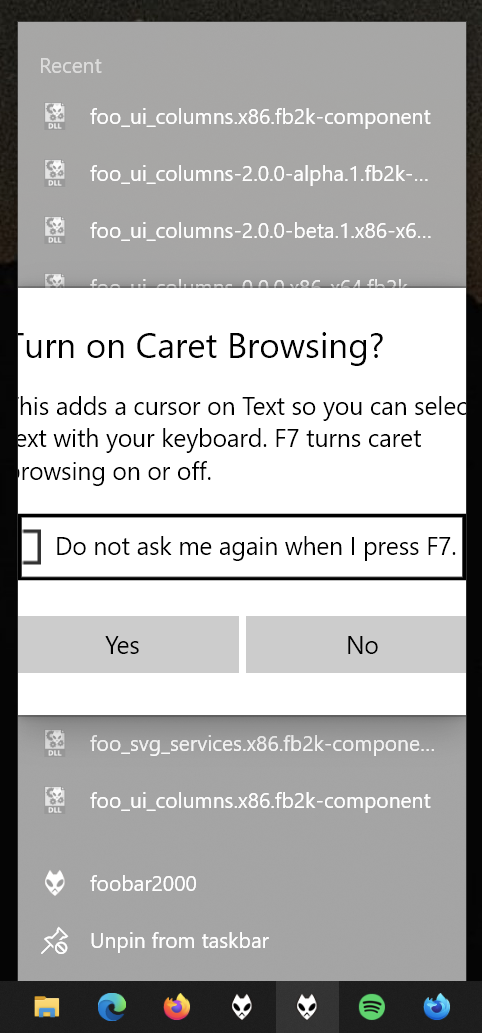 Recent
foo_ui_columns.x86.fb2k-component
foo_ui_columns-2.0.0-alpha.1.fb2k-...
foo_ui_columns-2.0.0-beta.1.x86-x6...
Turn on Caret Browsing?
This adds a cursor on Text so you can selec
text with your keyboard. F7 turns caret
browsing on or off.
Do not ask me again when I press F7.
Yes No
foo_svg_services.x86.fb2k-compone...
foo_ui_columns.x86.fb2k-component
foobar2000
Unpin from taskbar